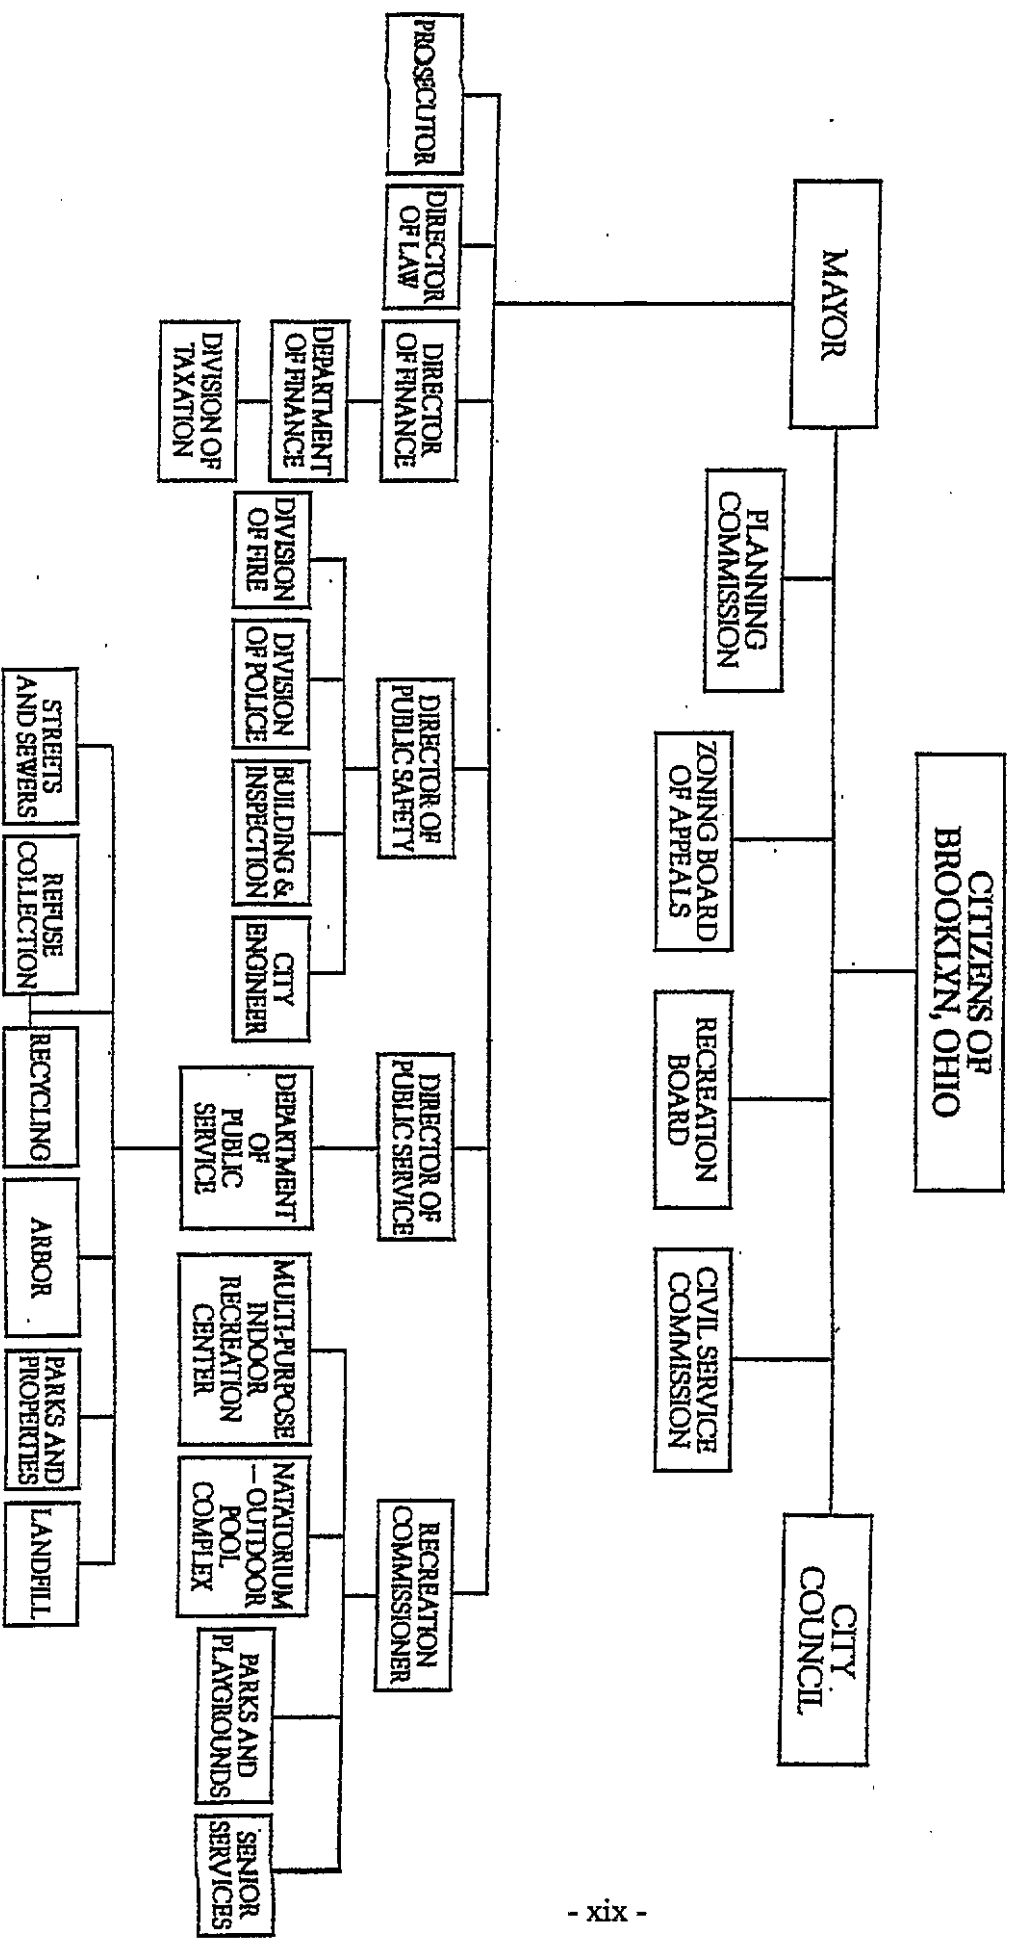 CITIZENS OF
BROOKLYN, OHIO
MAYOR
CITY
COUNCIL
PLANNING
COMMISSION
ZONING BOARD
OF APPEALS
RECREATION
BOARD
CIVIL SERVICE
COMMISSION
PROSECUTOR
DIRECTOR
OF LAW
DIRECTOR
OF FINANCE
DIRECTOR OF
PUBLIC SAFETY
DIRECTOR OF
PUBLIC SERVICE
RECREATION
COMMISSIONER
DEPARTMENT
OF FINANCE
DIVISION OF
TAXATION
DIVISION
OF FIRE
DIVISION
OF POLICE
BUILDING &
INSPECTION
CITY
ENGINEER
DEPARTMENT
OF
PUBLIC
SERVICE
MULTI-PURPOSE
INDOOR
RECREATION
CENTER
NATATORIUM
— OUTDOOR
POOL
COMPLEX
PARKS AND
PLAYGROUNDS
SENIOR
SERVICES
STREETS
AND SEWERS
REFUSE
COLLECTION
RECYCLING
ARBOR
PARKS AND
PROPERTIES
LANDFILL
- xix -